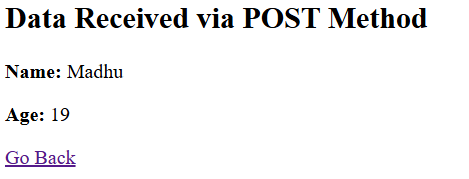 Data Received via POST Method
Name: Madhu
Age: 19
Go Back